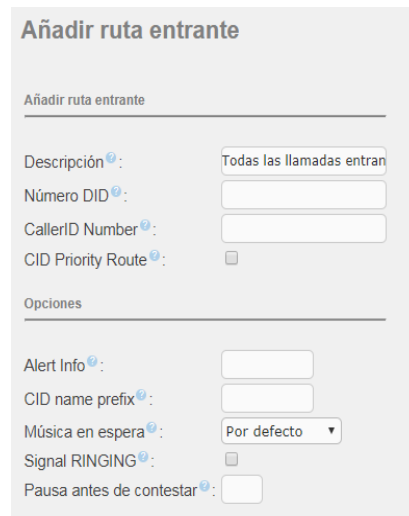 Añadir ruta entrante
Añadir ruta entrante
Descripción? : Todas las llamadas entran
Número DID? :
CallerID Number? :
CID Priority Route? :
Opciones
Alert Info? :
CID name prefix? :
Música en espera? : Por defecto
Signal RINGING? :
Pausa antes de contestar? :